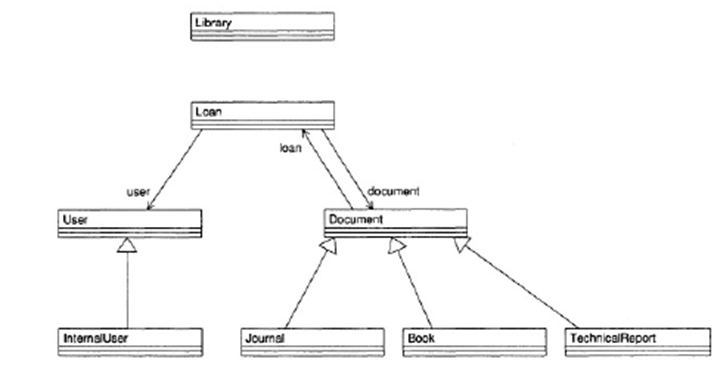 Library
Loan
loan
user
document
User
Document
InternalUser
Journal
Book
TechnicalReport